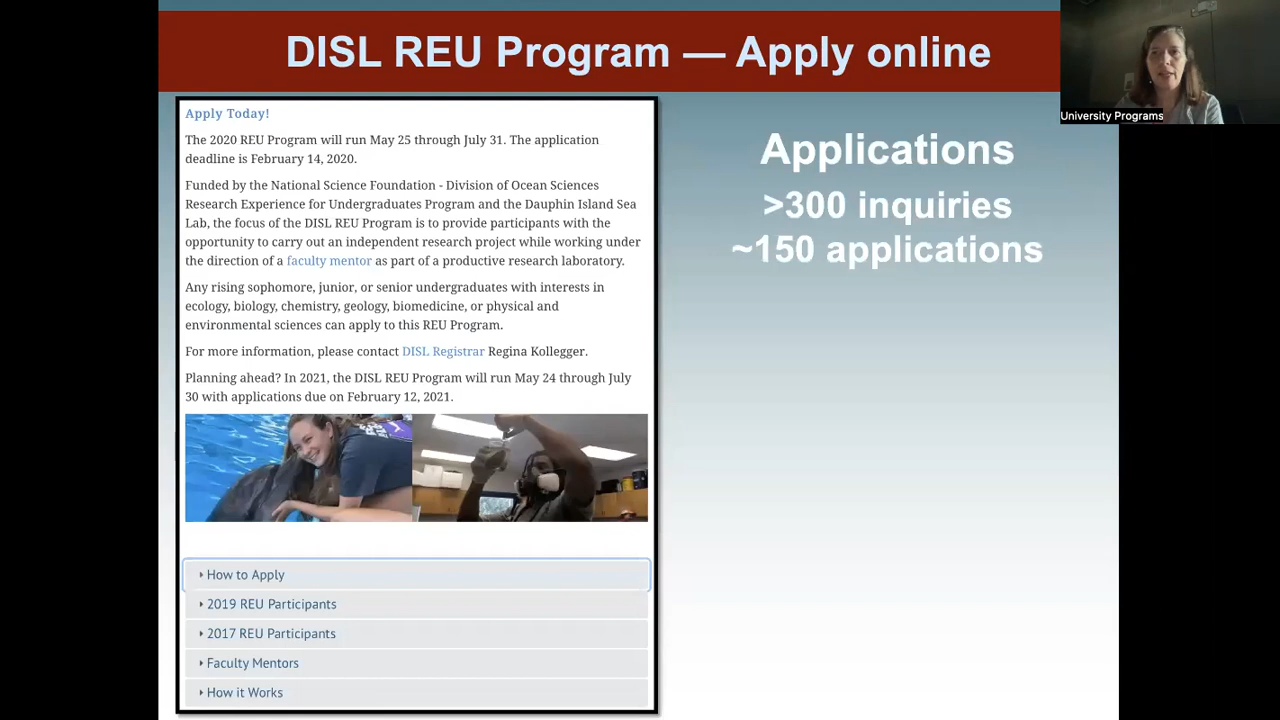 DISL REU Program — Apply online
University Programs
Apply Today!
The 2020 REU Program will run May 25 through July 31. The application
deadline is February 14, 2020.
Funded by the National Science Foundation - Division of Ocean Sciences
Research Experience for Undergraduates Program and the Dauphin Island Sea
Lab, the focus of the DISL REU Program is to provide participants with the
opportunity to carry out an independent research project while working under
the direction of a faculty mentor as part of a productive research laboratory.
Any rising sophomore, junior, or senior undergraduates with interests in
ecology, biology, chemistry, geology, biomedicine, or physical and
environmental sciences can apply to this REU Program.
For more information, please contact DISL Registrar Regina Kollegger.
Planning ahead? In 2021, the DISL REU Program will run May 24 through July
30 with applications due on February 12, 2021.
How to Apply
2019 REU Participants
2017 REU Participants
Faculty Mentors
How it Works
Applications
>300 inquiries
~150 applications